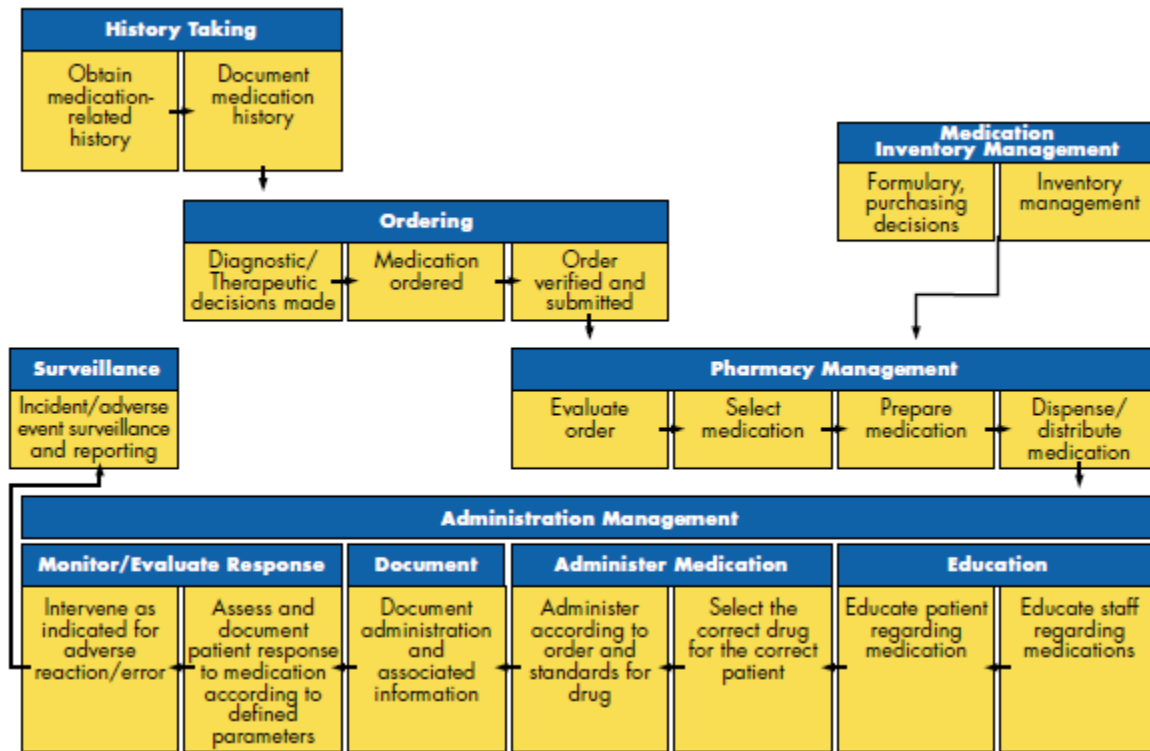 History Taking
Obtain
medication-
related
history
Document
medication
history
Medication
Inventory Management
Formulary,
purchasing
decisions
Inventory
management
Ordering
Diagnostic/
Therapeutic
decisions made
Medication
ordered
Order
verified and
submitted
Surveillance
Incident/adverse
event surveillance
and reporting
Pharmacy Management
Evaluate
order
Select
medication
Prepare
medication
Dispense/
distribute
medication
Administration Management
Monitor/Evaluate Response
Intervene as
indicated for
adverse
reaction/error
Assess and
document
patient response
to medication
according to
defined
parameters
Document
Document
administration
and
associated
information
Administer Medication
Administer
according to
order and
standards for
drug
Select the
correct drug
for the correct
patient
Education
Educate patient
regarding
medication
Educate staff
regarding
medications